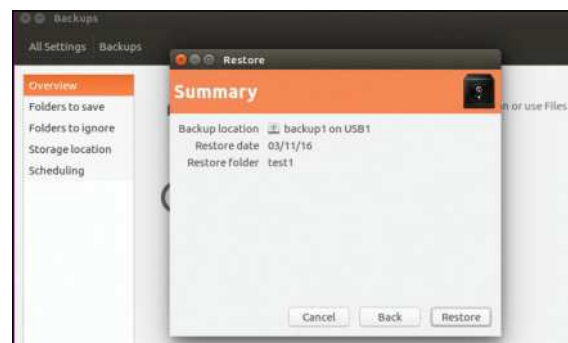 Backups
All Settings Backups
Restore
Overview
Summary
Folders to save
n or use Files
Folders to ignore
Backup location backup1 on USB1
Storage location
Restore date 03/11/16
Scheduling
Restore folder test1
Cancel Back Restore